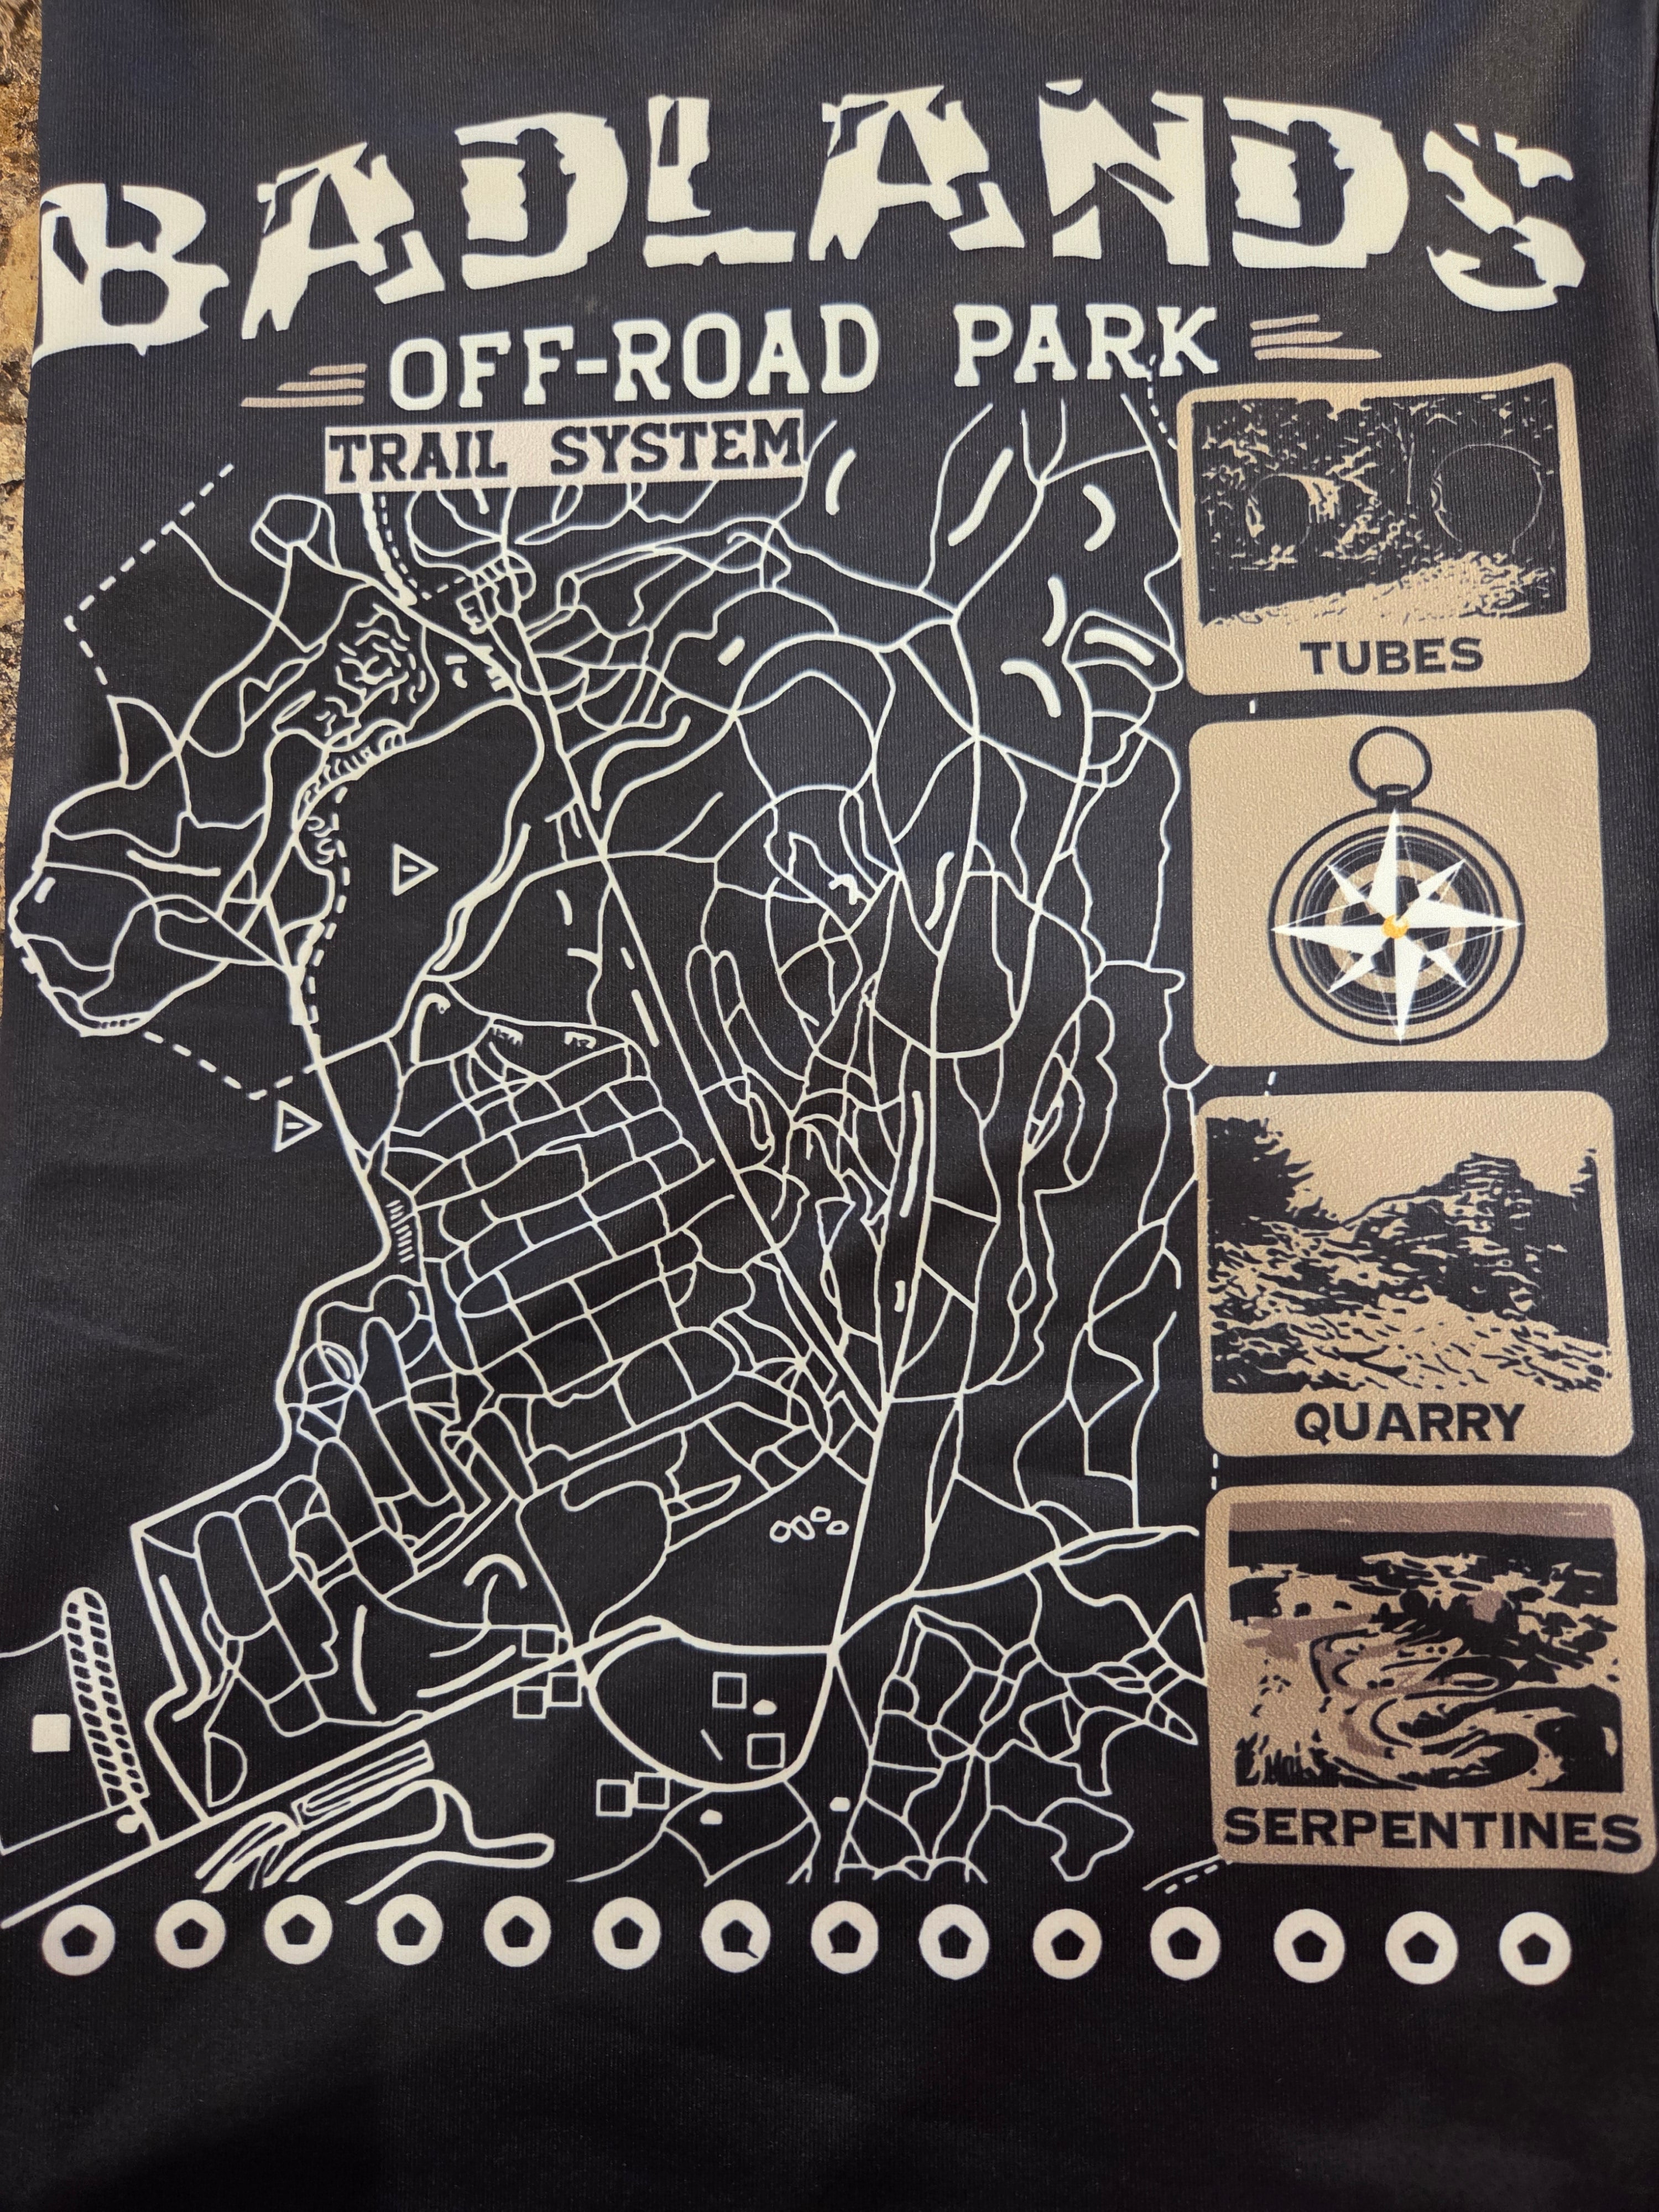 BADLANDS
OFF-ROAD PARK
TRAIL SYSTEM
TUBES
QUARRY
SERPENTINES